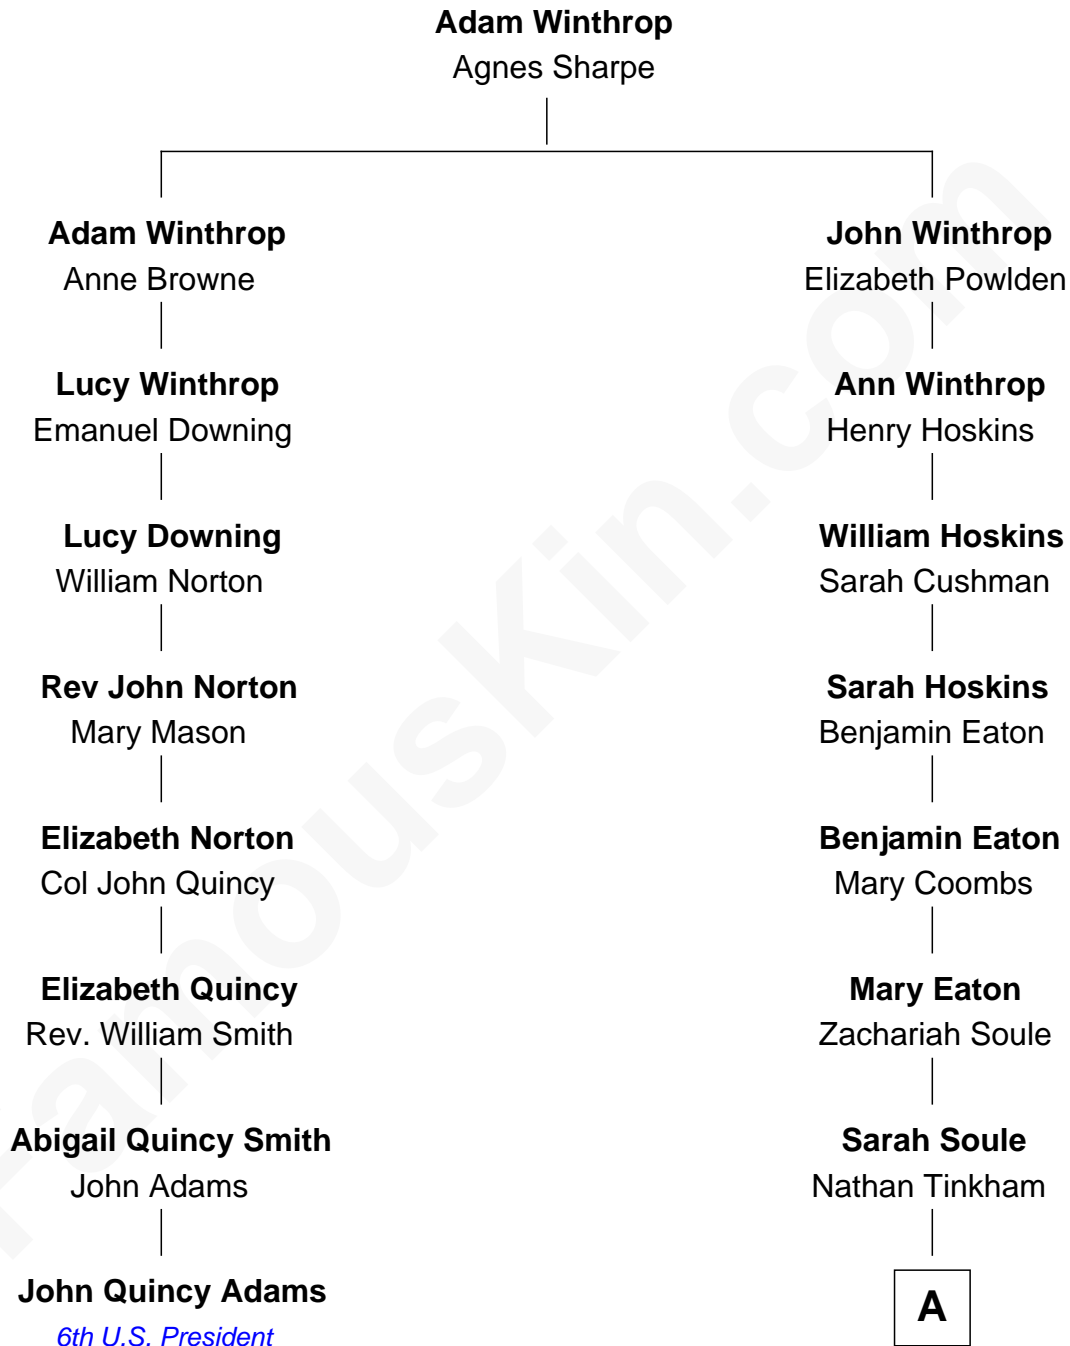 Adam Winthrop
Agnes Sharpe
Adam Winthrop
Anne Browne
John Winthrop
Elizabeth Powlden
Lucy Winthrop
Emanuel Downing
Ann Winthrop
Henry Hoskins
Lucy Downing
William Norton
William Hoskins
Sarah Cushman
Rev John Norton
Mary Mason
Sarah Hoskins
Benjamin Eaton
Elizabeth Norton
Col John Quincy
Benjamin Eaton
Mary Coombs
Elizabeth Quincy
Rev. William Smith
Mary Eaton
Zachariah Soule
Abigail Quincy Smith
John Adams
Sarah Soule
Nathan Tinkham
John Quincy Adams
6th U.S. President
A
FamousKin.com